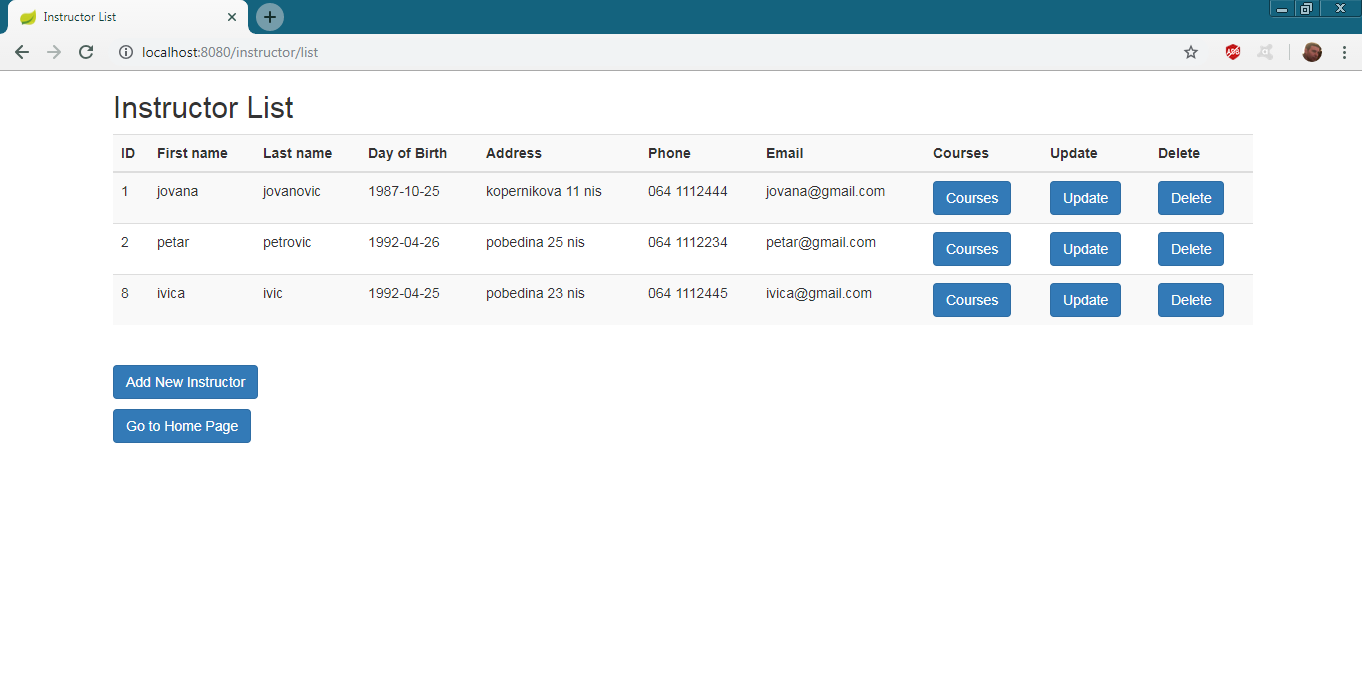 Instructor List
localhost:8080/instructor/list
ABP
Instructor List
ID First name Last name Day of Birth Address Phone Email Courses Update Delete
1 jovana jovanovic 1987-10-25 kopernikova 11 nis 064 1112444 jovana@gmail.com Courses Update Delete
2 petar petrovic 1992-04-26 pobedina 25 nis 064 1112234 petar@gmail.com Courses Update Delete
8 ivica ivic 1992-04-25 pobedina 23 nis 064 1112445 ivica@gmail.com Courses Update Delete
Add New Instructor
Go to Home Page